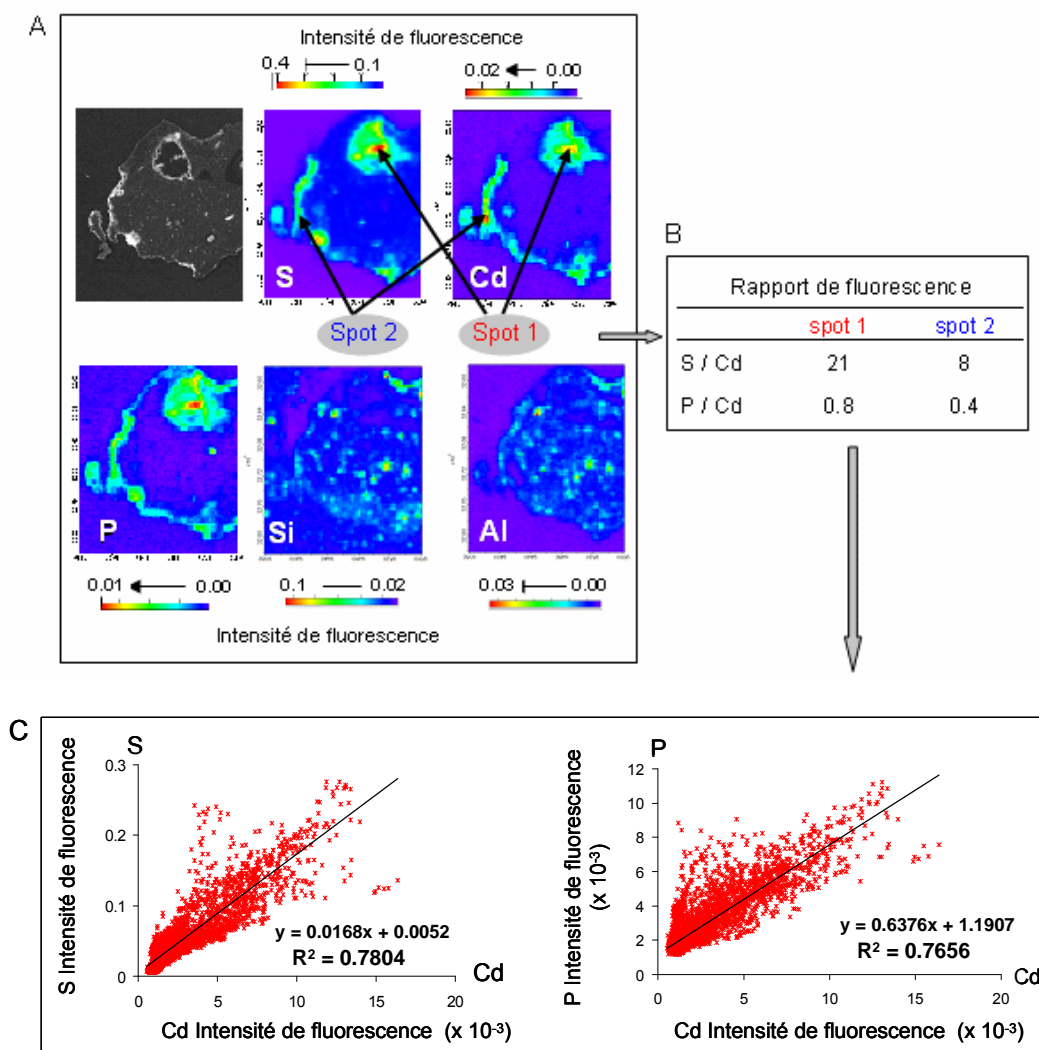 A
Intensité de fluorescence
0.4 0.1
0.02 0.00
S
Cd
Spot 2
Spot 1
B
Rapport de fluorescence
spot 1 spot 2
S / Cd 21 8
P / Cd 0.8 0.4
P
Si
Al
0.01 0.00
0.1 0.02
0.03 0.00
Intensité de fluorescence
C
S
S Intensité de fluorescence
0.3
0.2
0.1
0
y = 0.0168x + 0.0052
R² = 0.7804
Cd
0 5 10 15 20
Cd Intensité de fluorescence (x 10⁻³)
P
P Intensité de fluorescence
(x 10⁻³)
12
10
8
6
4
2
0
y = 0.6376x + 1.1907
R² = 0.7656
Cd
0 5 10 15 20
Cd Intensité de fluorescence (x 10⁻³)